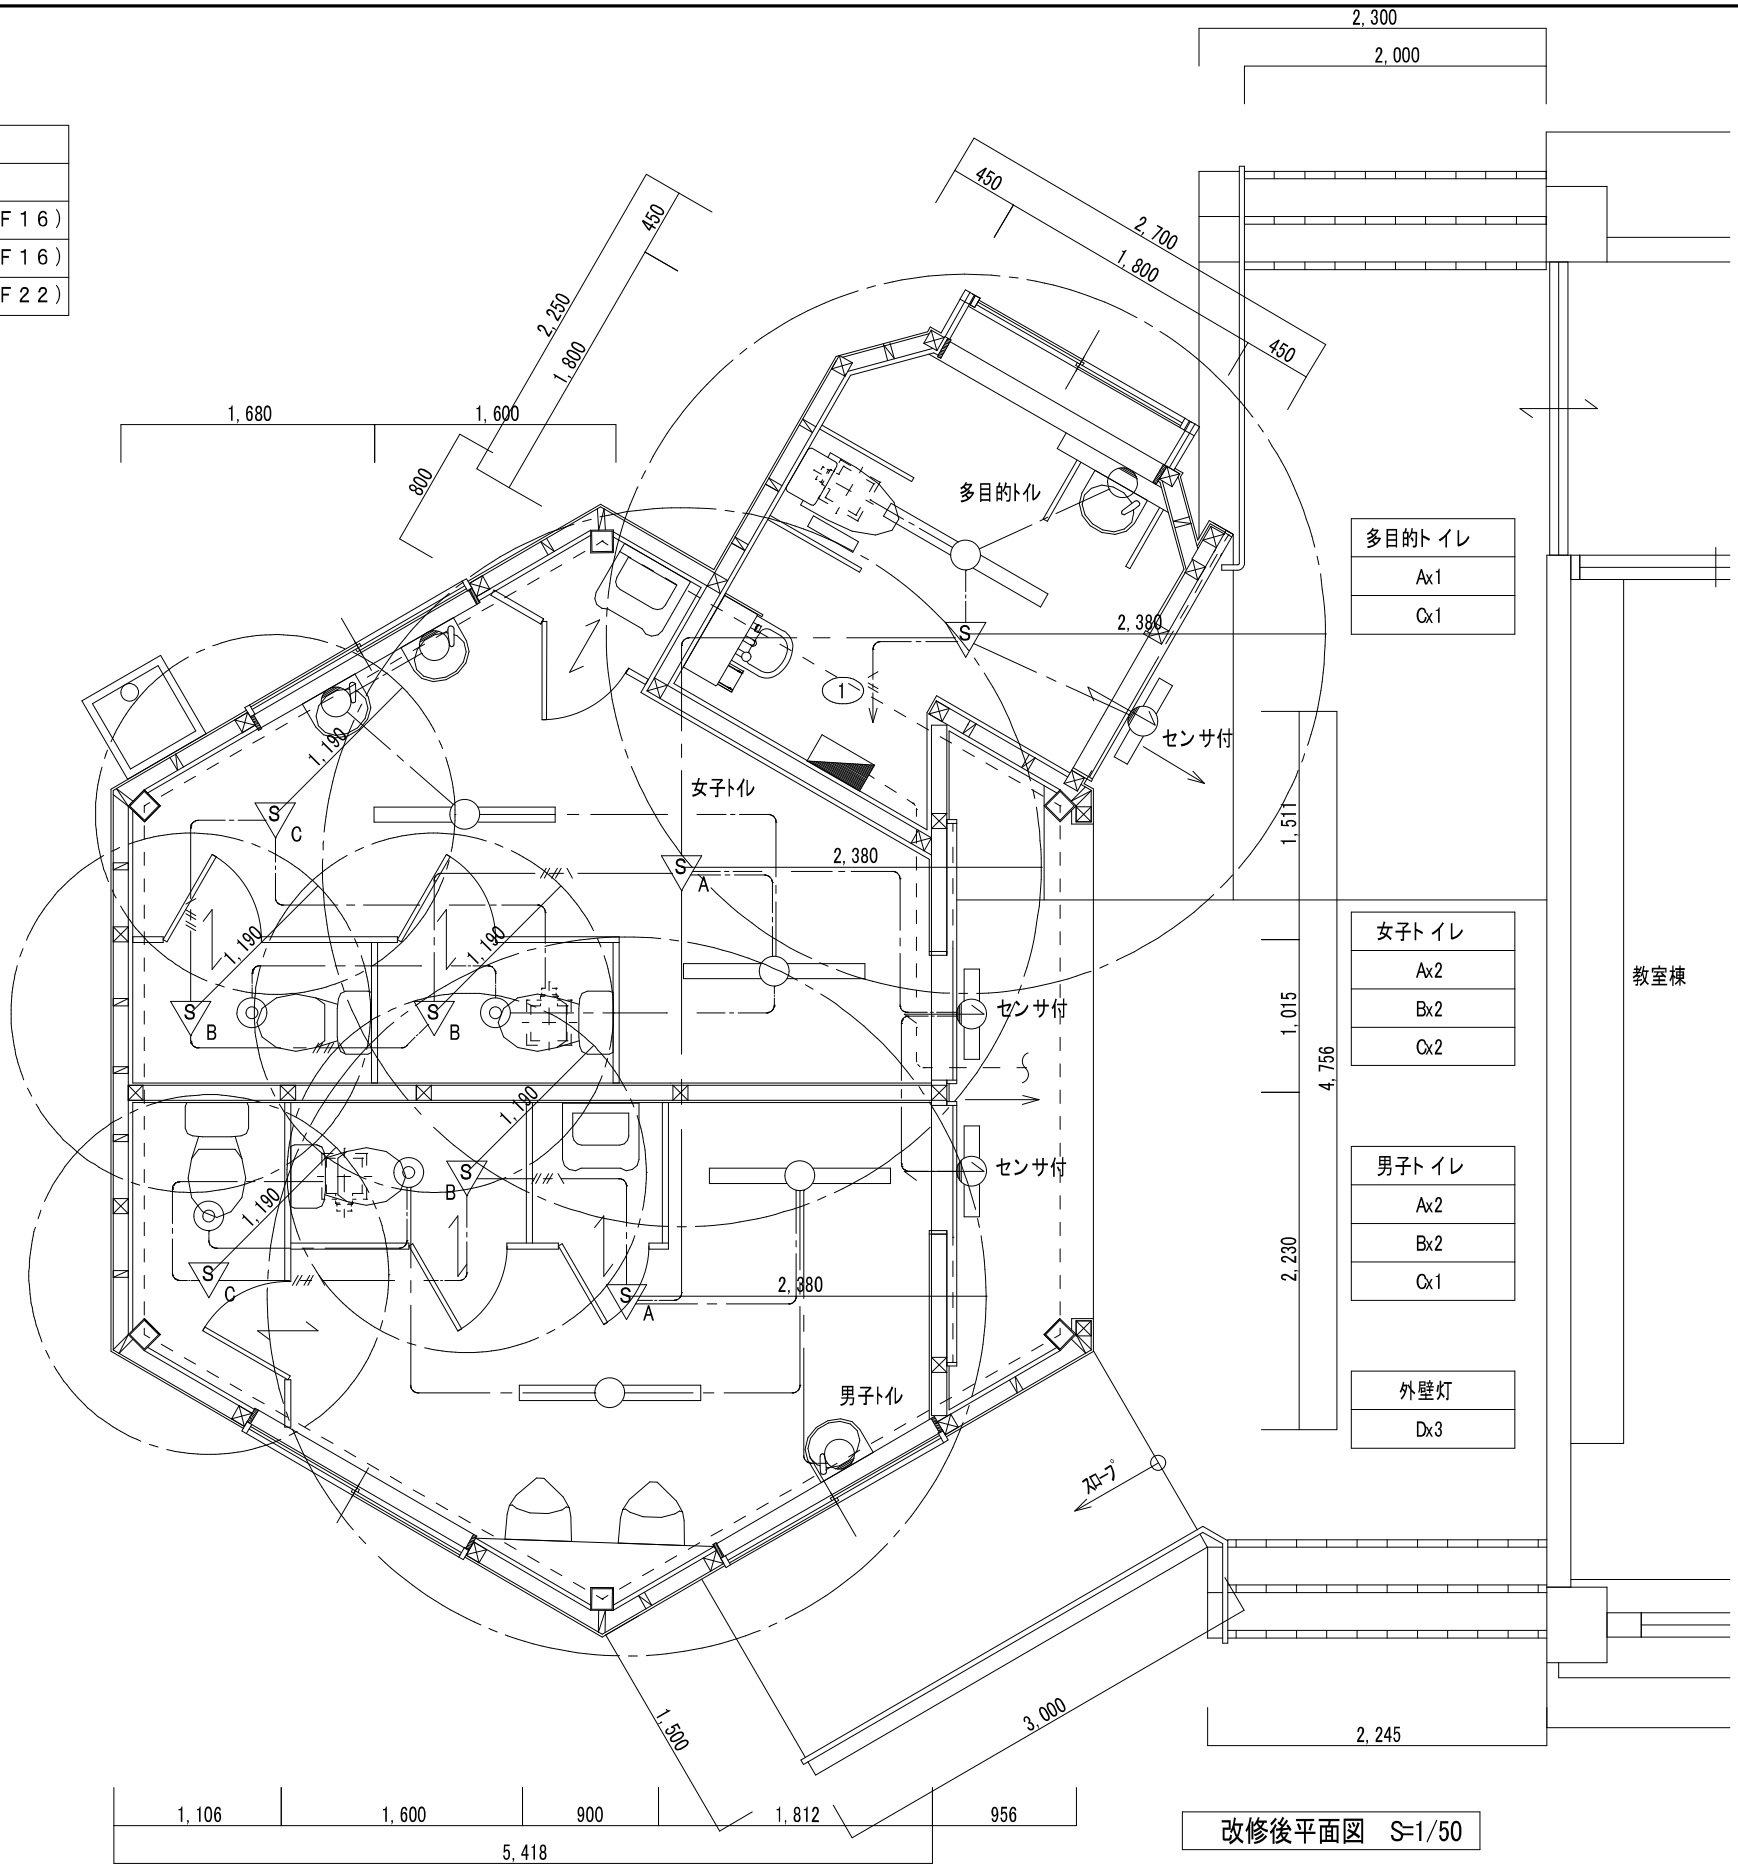 2,300
2,000
F16)
F16)
F22)
450
2,700
1,800
450
450
2,250
1,800
1,680
1,600
800
多目的ﾄｲﾚ
多目的トイレ
Ax1
Cx1
S
2,380
1
センサ付
1,190
女子ﾄｲﾚ
S
C
1,511
S
A
2,380
女子トイレ
Ax2
Bx2
Cx2
1,190
1,190
教室棟
S
B
S
B
センサ付
1,015
4,756
1,190
男子トイレ
Ax2
Bx2
Cx1
S
B
センサ付
1,190
2,230
S
C
S
A
2,380
男子ﾄｲﾚ
外壁灯
Dx3
ｽﾛｰﾌﾟ
3,000
1,500
2,245
1,106
1,600
900
1,812
956
5,418
改修後平面図 S=1/50